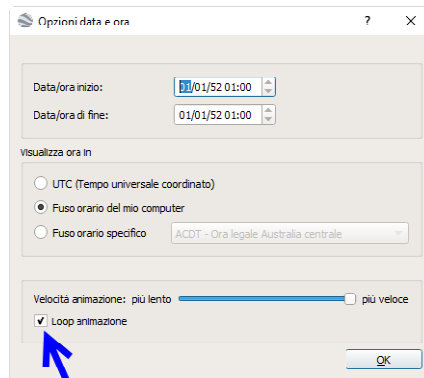 Opzioni data e ora
?
X
Data/ora inizio: 01/01/52 01:00
Data/ora di fine: 01/01/52 01:00
Visualizza ora in
UTC (Tempo universale coordinato)
Fuso orario del mio computer
Fuso orario specifico ACDT - Ora legale Australia centrale
Velocità animazione: più lento più veloce
Loop animazione
OK